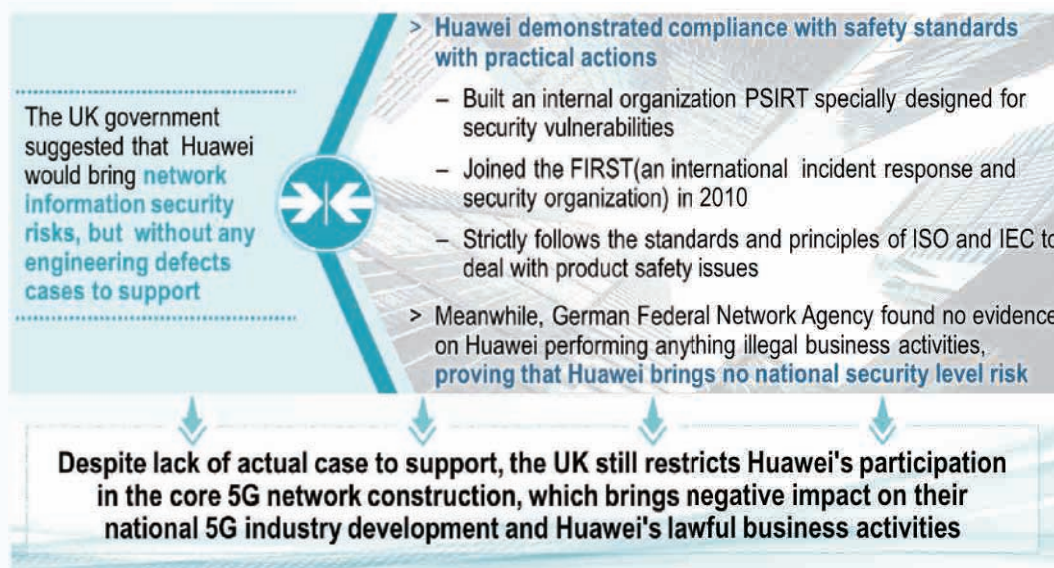 The UK government
suggested that Huawei
would bring network
information security
risks, but without any
engineering defects
cases to support
> Huawei demonstrated compliance with safety standards
with practical actions
– Built an internal organization PSIRT specially designed for
security vulnerabilities
– Joined the FIRST(an international incident response and
security organization) in 2010
– Strictly follows the standards and principles of ISO and IEC to
deal with product safety issues
> Meanwhile, German Federal Network Agency found no evidence
on Huawei performing anything illegal business activities,
proving that Huawei brings no national security level risk
Despite lack of actual case to support, the UK still restricts Huawei's participation
in the core 5G network construction, which brings negative impact on their
national 5G industry development and Huawei's lawful business activities